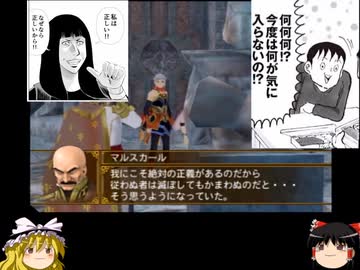 私は
正しい!!
なぜなら
正しいから!!
何何何!?
今度は何が気に
入らないの!?
マルスカール
我にこそ絶対の正義があるのだから
従わぬ者は滅ぼしてもかまわぬのだと・・・
そう思うようになっていた。